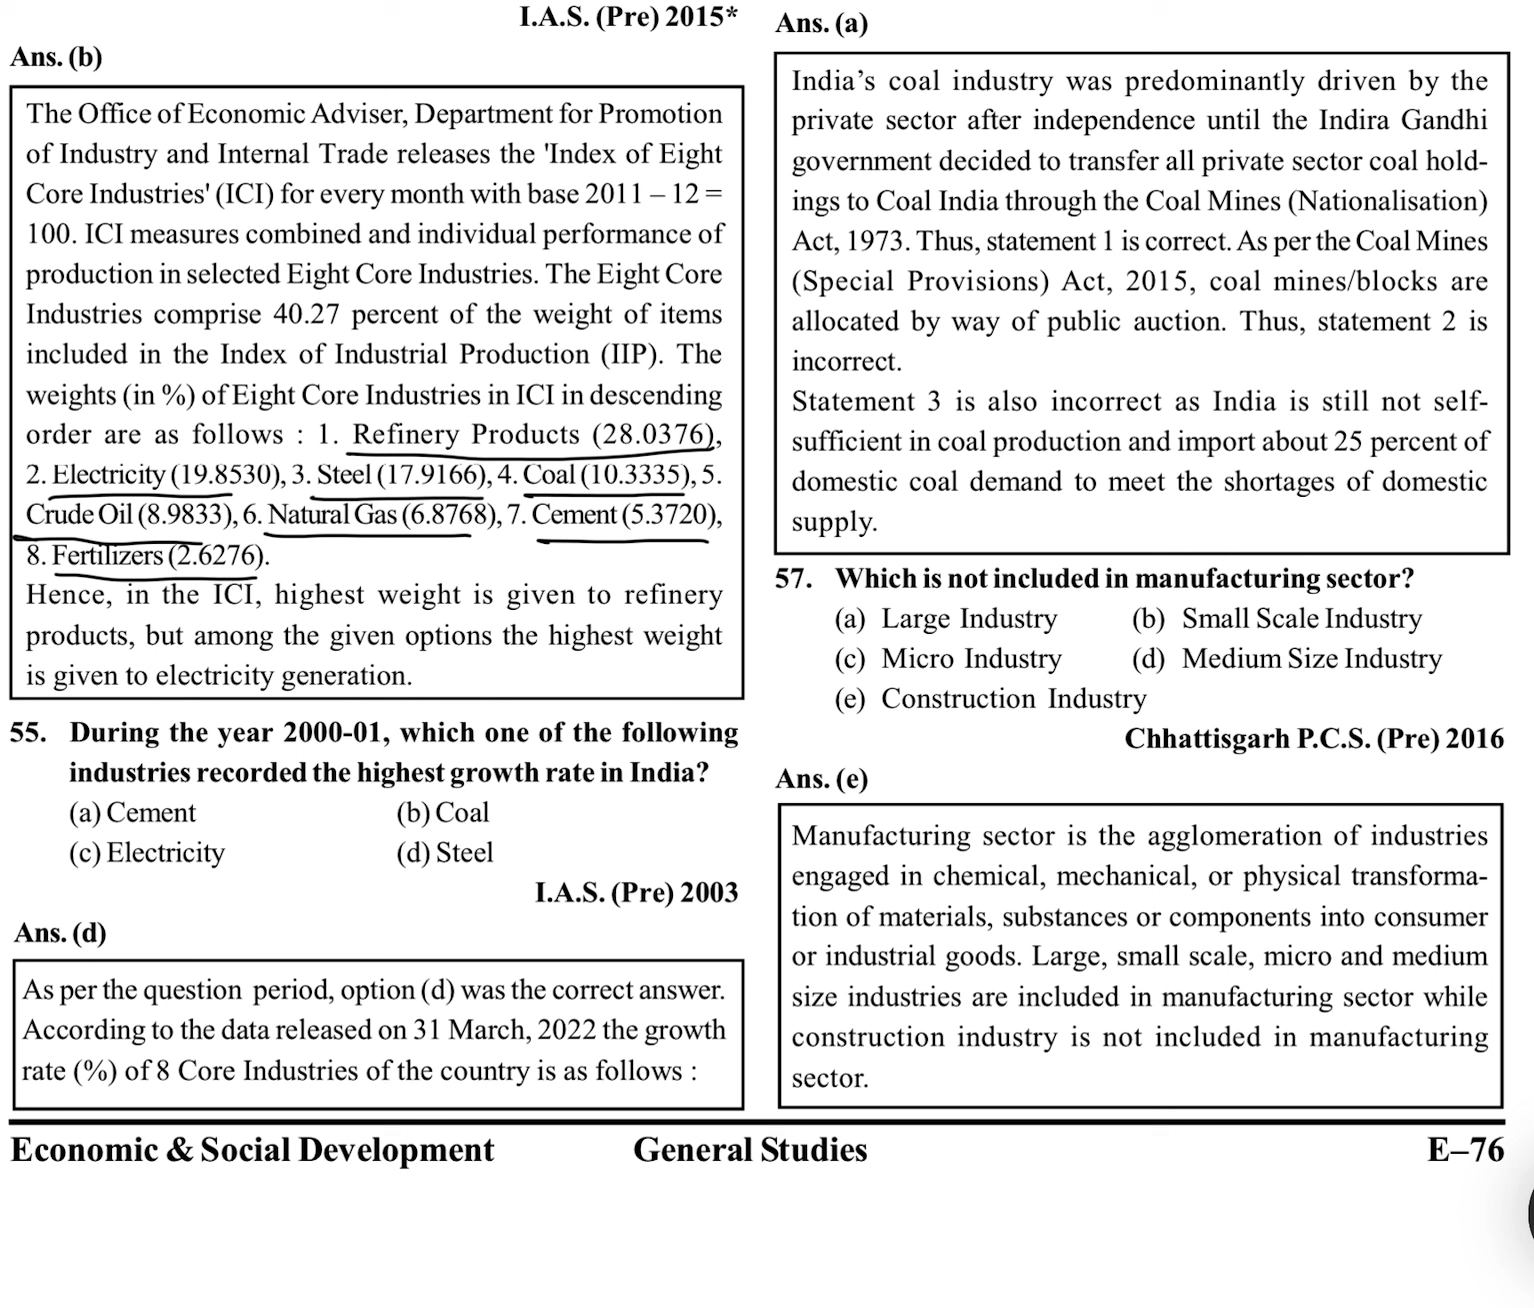 I.A.S. (Pre) 2015*
Ans. (b)
The Office of Economic Adviser, Department for Promotion
of Industry and Internal Trade releases the 'Index of Eight
Core Industries' (ICI) for every month with base 2011 – 12 =
100. ICI measures combined and individual performance of
production in selected Eight Core Industries. The Eight Core
Industries comprise 40.27 percent of the weight of items
included in the Index of Industrial Production (IIP). The
weights (in %) of Eight Core Industries in ICI in descending
order are as follows : 1. Refinery Products (28.0376),
2. Electricity (19.8530), 3. Steel (17.9166), 4. Coal (10.3335), 5.
Crude Oil (8.9833), 6. Natural Gas (6.8768), 7. Cement (5.3720),
8. Fertilizers (2.6276).
Hence, in the ICI, highest weight is given to refinery
products, but among the given options the highest weight
is given to electricity generation.
55. During the year 2000-01, which one of the following
industries recorded the highest growth rate in India?
(a) Cement (b) Coal
(c) Electricity (d) Steel
I.A.S. (Pre) 2003
Ans. (d)
As per the question period, option (d) was the correct answer.
According to the data released on 31 March, 2022 the growth
rate (%) of 8 Core Industries of the country is as follows :
Ans. (a)
India’s coal industry was predominantly driven by the
private sector after independence until the Indira Gandhi
government decided to transfer all private sector coal hold-
ings to Coal India through the Coal Mines (Nationalisation)
Act, 1973. Thus, statement 1 is correct. As per the Coal Mines
(Special Provisions) Act, 2015, coal mines/blocks are
allocated by way of public auction. Thus, statement 2 is
incorrect.
Statement 3 is also incorrect as India is still not self-
sufficient in coal production and import about 25 percent of
domestic coal demand to meet the shortages of domestic
supply.
57. Which is not included in manufacturing sector?
(a) Large Industry (b) Small Scale Industry
(c) Micro Industry (d) Medium Size Industry
(e) Construction Industry
Chhattisgarh P.C.S. (Pre) 2016
Ans. (e)
Manufacturing sector is the agglomeration of industries
engaged in chemical, mechanical, or physical transforma-
tion of materials, substances or components into consumer
or industrial goods. Large, small scale, micro and medium
size industries are included in manufacturing sector while
construction industry is not included in manufacturing
sector.
Economic & Social Development General Studies E–76